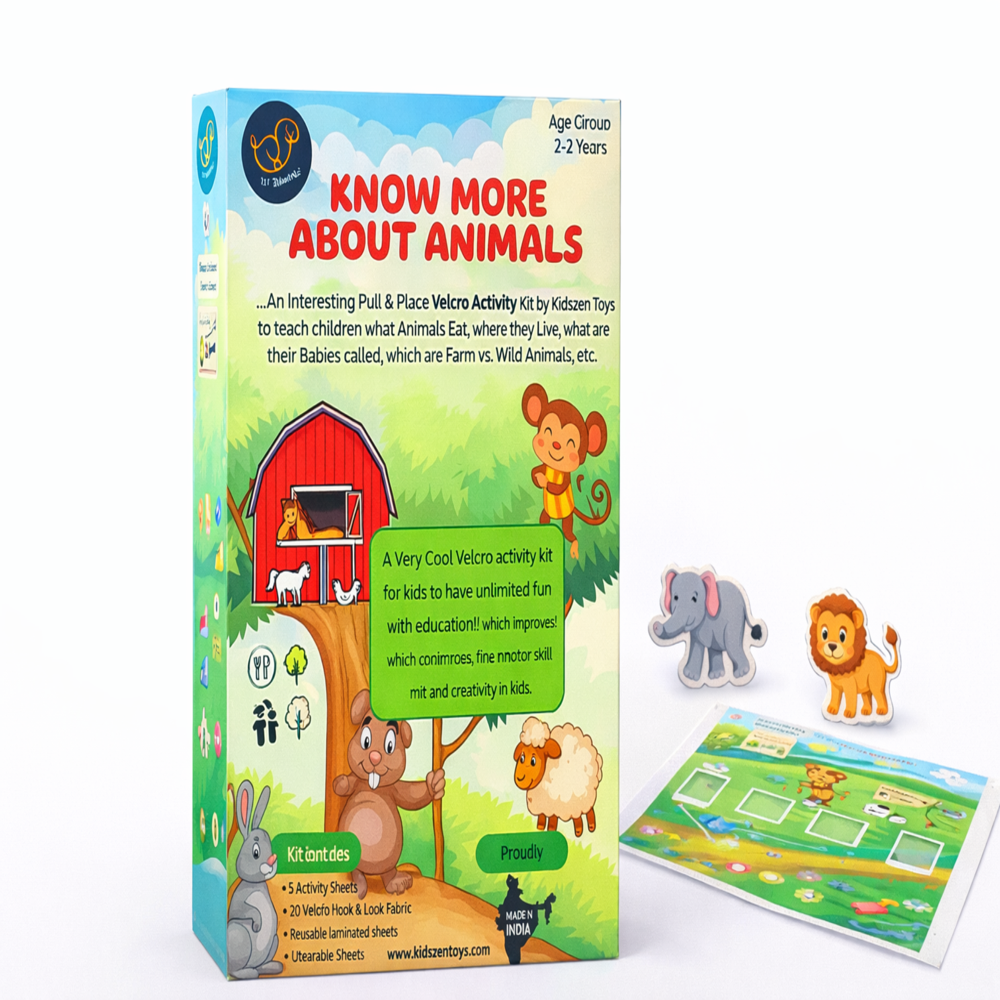 Age Giroup
2-2 Years
KNOW MORE
ABOUT ANIMALS
...An Interesting Pull & Place Velcro Activity Kit by Kidszen Toys
to teach children what Animals Eat, where they Live, what are
their Babies called, which are Farm vs. Wild Animals, etc.
A Very Cool Velcro activity kit
for kids to have unlimited fun
with education!! which improves!
which conimroes, fine nnotor skill
mit and creativity in kids.
Kit iontdes
Proudly
• 5 Activity Sheets
• 20 Velcfo Hook & Look Fabric
• Reusable laminated sheets
• Utearable Sheets
www.kidszentoys.com
MADE N
INDIA